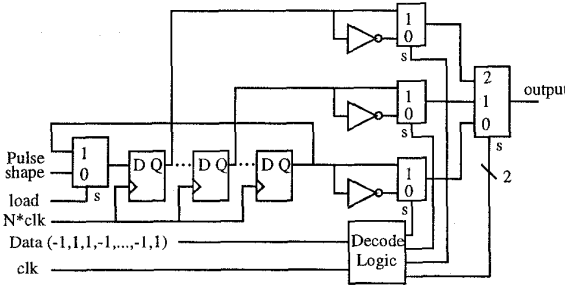 1
0
s
1
0
s
2
1
0
s
output
2
1
0
s
Pulse
shape
load
N*clk
1
0
s
D Q
D Q
D Q
Data (-1,1,1,-1,...,-1,1)
clk
Decode
Logic